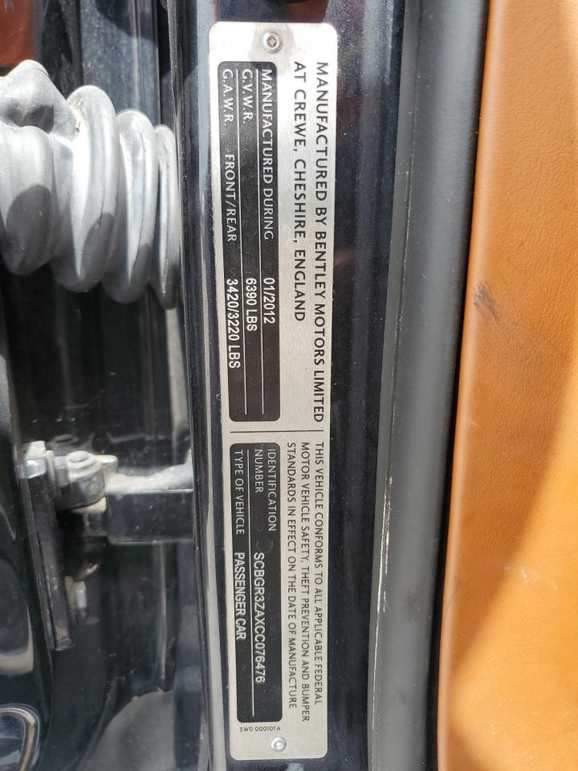 MANUFACTURED BY BENTLEY MOTORS LIMITED
AT CREWE, CHESHIRE, ENGLAND
MANUFACTURED DURING 01/2012
G.V.W.R. 6390 LBS
G.A.W.R. FRONT/REAR 3420/3220 LBS
THIS VEHICLE CONFORMS TO ALL APPLICABLE FEDERAL
MOTOR VEHICLE SAFETY, THEFT PREVENTION AND BUMPER
STANDARDS IN EFFECT ON THE DATE OF MANUFACTURE
IDENTIFICATION
NUMBER SCBGR3ZAXCC076476
TYPE OF VEHICLE PASSENGER CAR
3W0 000101A